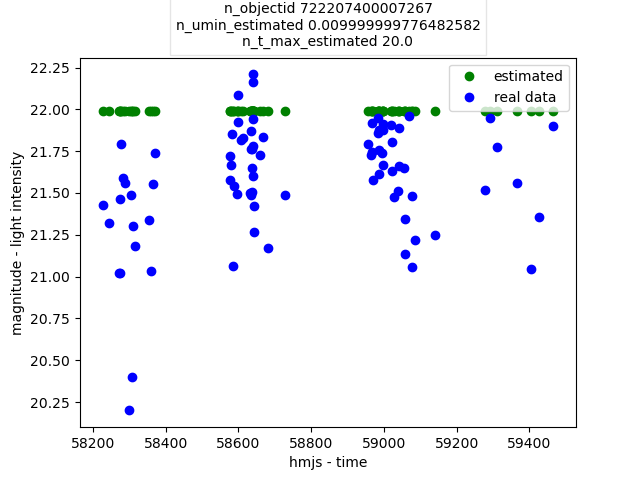 n_objectid 722207400007267
n_umin_estimated 0.009999999776482582
n_t_max_estimated 20.0
22.25
22.00
21.75
21.50
21.25
21.00
20.75
20.50
20.25
magnitude - light intensity
estimated
real data
58200 58400 58600 58800 59000 59200 59400
hmjs - time